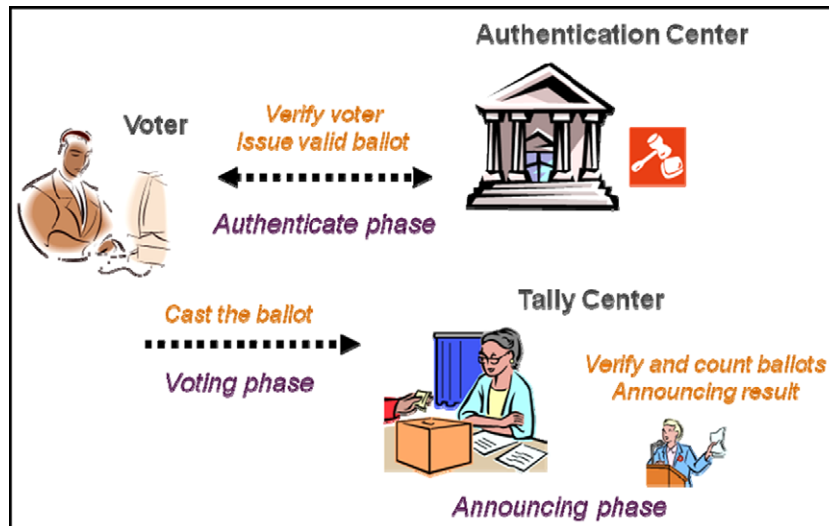 Authentication Center
Voter
Verify voter
Issue valid ballot
Authenticate phase
Tally Center
Cast the ballot
Voting phase
Verify and count ballots
Announcing result
Announcing phase